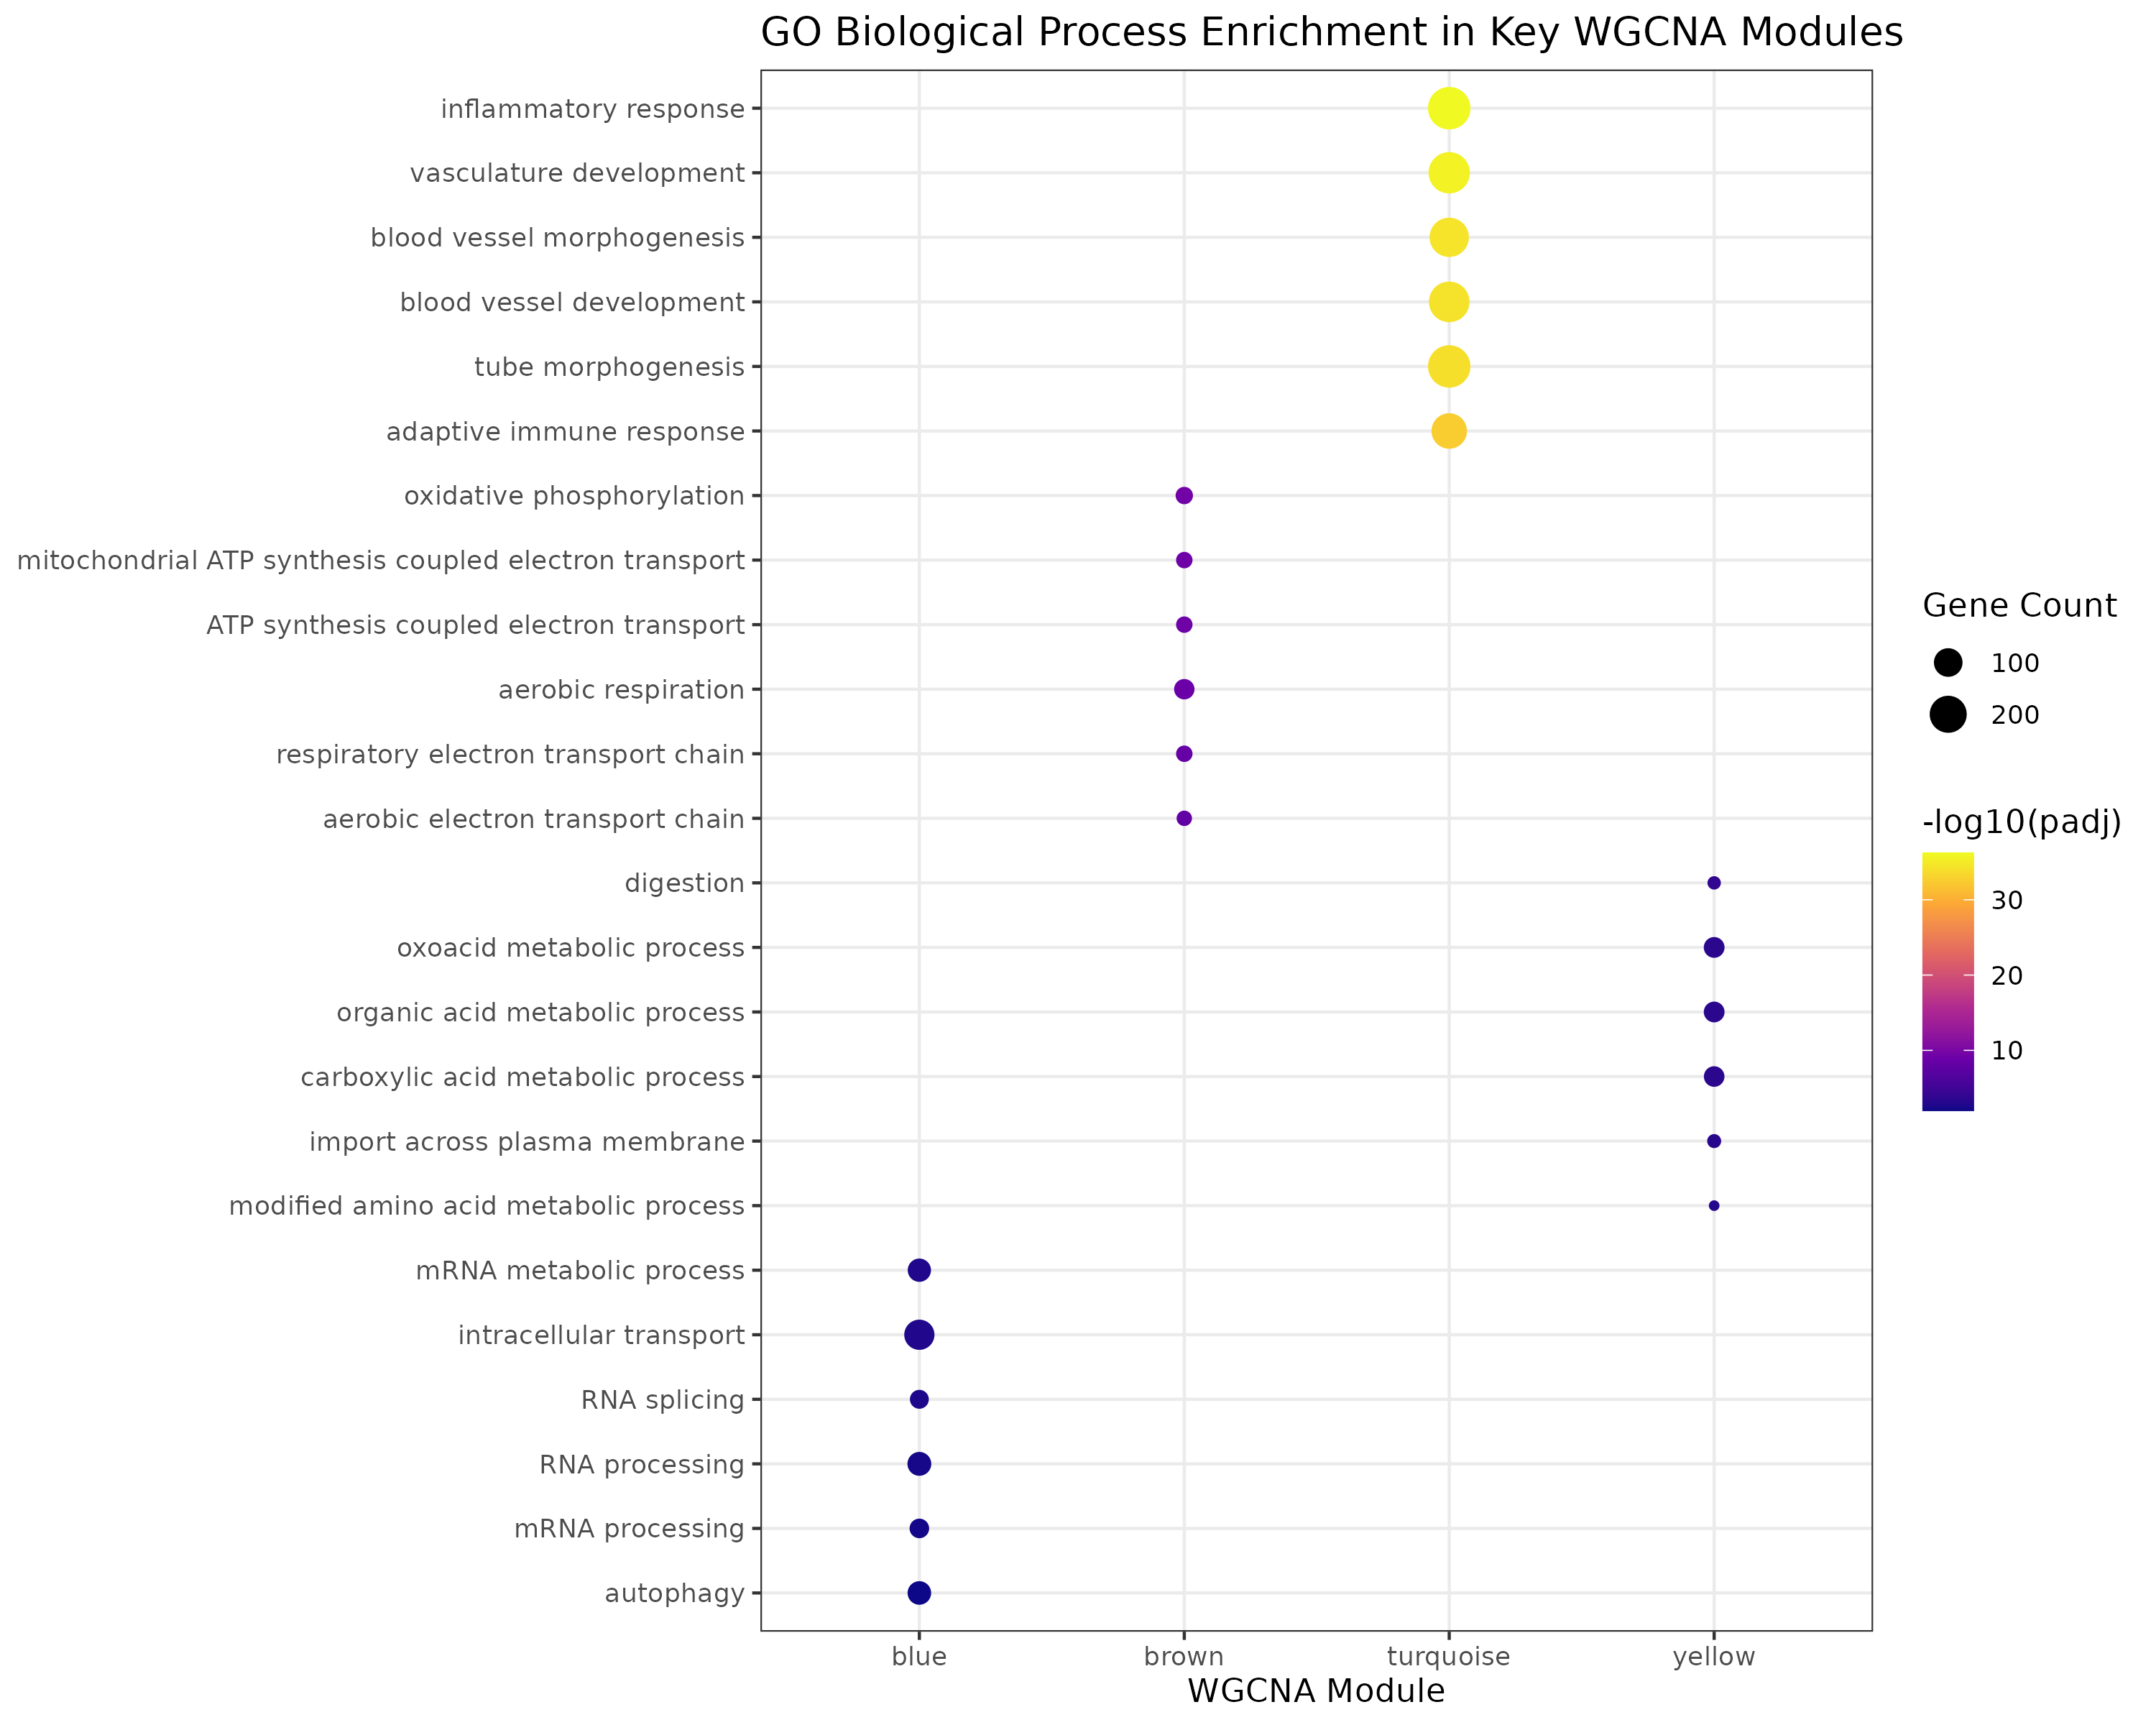 GO Biological Process Enrichment in Key WGCNA Modules
inflammatory response
vasculature development
blood vessel morphogenesis
blood vessel development
tube morphogenesis
adaptive immune response
oxidative phosphorylation
mitochondrial ATP synthesis coupled electron transport
ATP synthesis coupled electron transport
aerobic respiration
respiratory electron transport chain
aerobic electron transport chain
digestion
oxoacid metabolic process
organic acid metabolic process
carboxylic acid metabolic process
import across plasma membrane
modified amino acid metabolic process
mRNA metabolic process
intracellular transport
RNA splicing
RNA processing
mRNA processing
autophagy
blue brown turquoise yellow
WGCNA Module
Gene Count
100
200
-log10(padj)
30
20
10